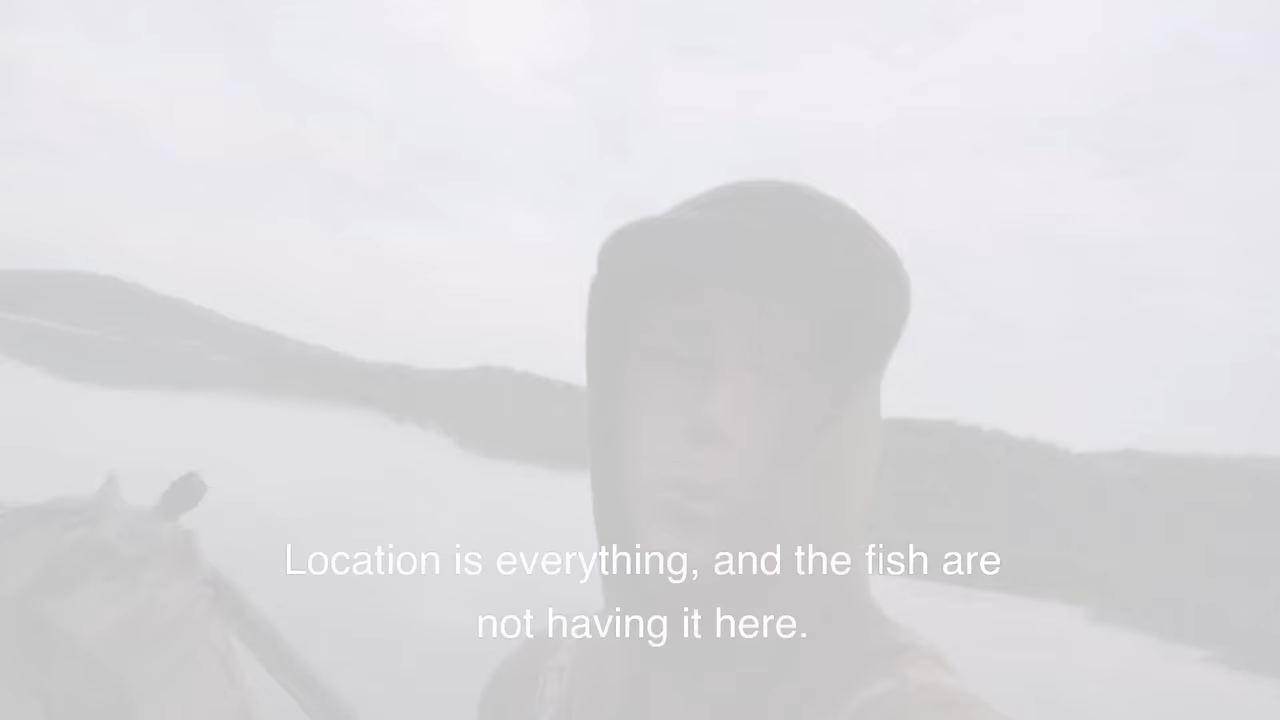 Location is everything, and the fish are
not having it here.